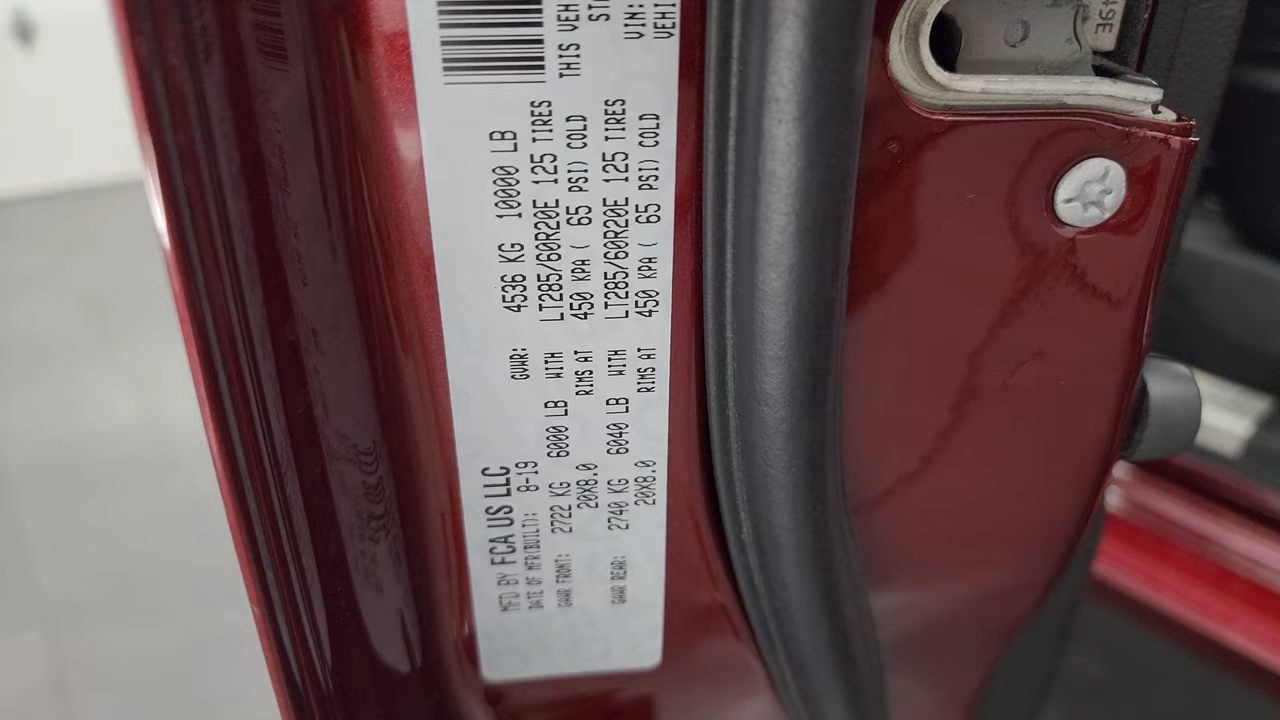 MFD BY FCA US LLC
DATE OF MFR(BUILT): 8-19 GVWR: 4536 KG 10000 LB
GAWR FRONT: 2722 KG 6000 LB WITH LT285/60R20E 125 TIRES THIS VEH
20X8.0 RIMS AT 450 KPA ( 65 PSI) COLD
GAWR REAR: 2740 KG 6040 LB WITH LT285/60R20E 125 TIRES VIN:
20X8.0 RIMS AT 450 KPA ( 65 PSI) COLD VEHI